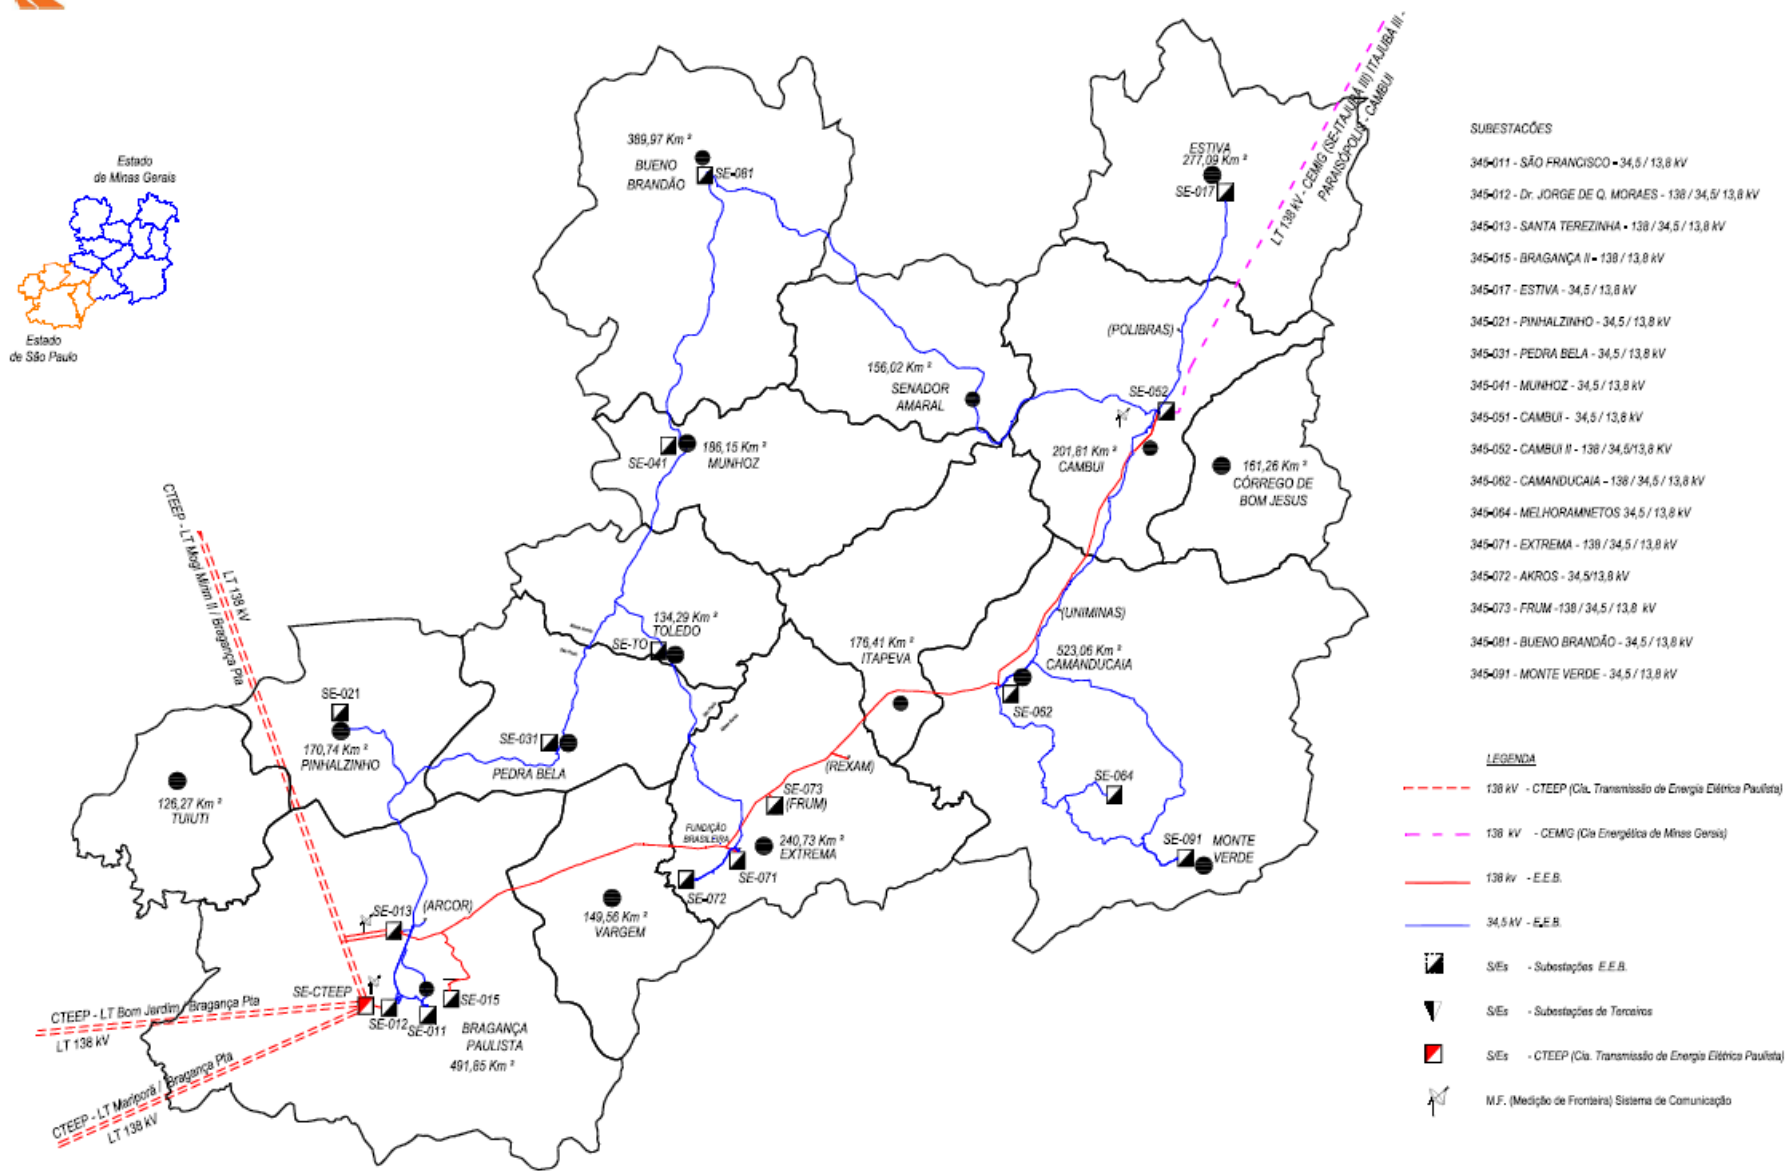 Estado
de Minas Gerais
Estado
de São Paulo
389,97 Km ²
BUENO
BRANDÃO
SE-081
ESTIVA
277,09 Km ²
SE-017
LT 138 kV - CEMIG (SE-ITAJUBÁ III) ITAJUBÁ III -
PARAISÓPOLIS - CAMBUI
(POLIBRAS)
156,02 Km ²
SENADOR
AMARAL
SE-052
201,81 Km ²
CAMBUI
161,26 Km ²
CÓRREGO DE
BOM JESUS
SE-041
186,15 Km ²
MUNHOZ
CTEEP - LT Mogi Mirim II / Bragança Pta
LT 138 kV
134,29 Km ²
TOLEDO
SE-TO
176,41 Km ²
ITAPEVA
(UNIMINAS)
523,06 Km ²
CAMANDUCAIA
SE-062
SE-021
170,74 Km ²
PINHALZINHO
SE-031
PEDRA BELA
126,27 Km ²
TUIUTI
(REXAM)
SE-073
(FRUM)
SE-064
FUNDIÇÃO
BRASILEIRA
240,73 Km ²
EXTREMA
SE-071
SE-072
SE-091
MONTE
VERDE
149,56 Km ²
VARGEM
SE-013
(ARCOR)
SE-CTEEP
SE-012
SE-011
SE-015
BRAGANÇA
PAULISTA
491,85 Km ²
CTEEP - LT Bom Jardim / Bragança Pta
LT 138 kV
CTEEP - LT Mariporã / Bragança Pta
LT 138 kV
SUBESTACÕES
345-011 - SÃO FRANCISCO - 34,5 / 13,8 kV
345-012 - Dr. JORGE DE Q. MORAES - 138 / 34,5/ 13,8 kV
345-013 - SANTA TEREZINHA - 138 / 34,5 / 13,8 kV
345-015 - BRAGANÇA II - 138 / 13,8 kV
345-017 - ESTIVA - 34,5 / 13,8 kV
345-021 - PINHALZINHO - 34,5 / 13,8 kV
345-031 - PEDRA BELA - 34,5 / 13,8 kV
345-041 - MUNHOZ - 34,5 / 13,8 kV
345-051 - CAMBUI - 34,5 / 13,8 kV
345-052 - CAMBUI II - 138 / 34,5/13,8 KV
345-062 - CAMANDUCAIA - 138 / 34,5 / 13,8 kV
345-064 - MELHORAMNETOS 34,5 / 13,8 kV
345-071 - EXTREMA - 138 / 34,5 / 13,8 kV
345-072 - AKROS - 34,5/13,8 kV
345-073 - FRUM -138 / 34,5 / 13,8 kV
345-081 - BUENO BRANDÃO - 34,5 / 13,8 kV
345-091 - MONTE VERDE - 34,5 / 13,8 kV
LEGENDA
138 kV - CTEEP (Cia. Transmissão de Energia Elétrica Paulista)
138 kV - CEMIG (Cia Energética de Minas Gerais)
138 kv - E.E.B.
34,5 kV - E.E.B.
S/Es - Subestações E.E.B.
S/Es - Subestações de Terceiros
S/Es - CTEEP (Cia. Transmissão de Energia Elétrica Paulista)
M.F. (Medição de Fronteira) Sistema de Comunicação